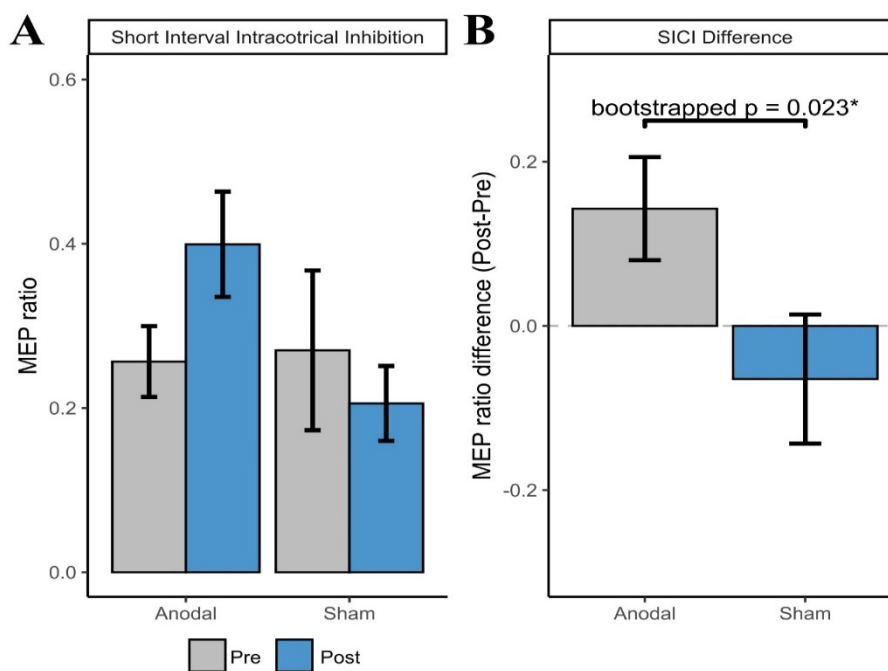 A
Short Interval Intracotrical Inhibition
MEP ratio
0.6
0.4
0.2
0.0
Anodal
Sham
Pre
Post
B
SICI Difference
bootstrapped p = 0.023*
MEP ratio difference (Post-Pre)
0.2
0.0
-0.2
Anodal
Sham